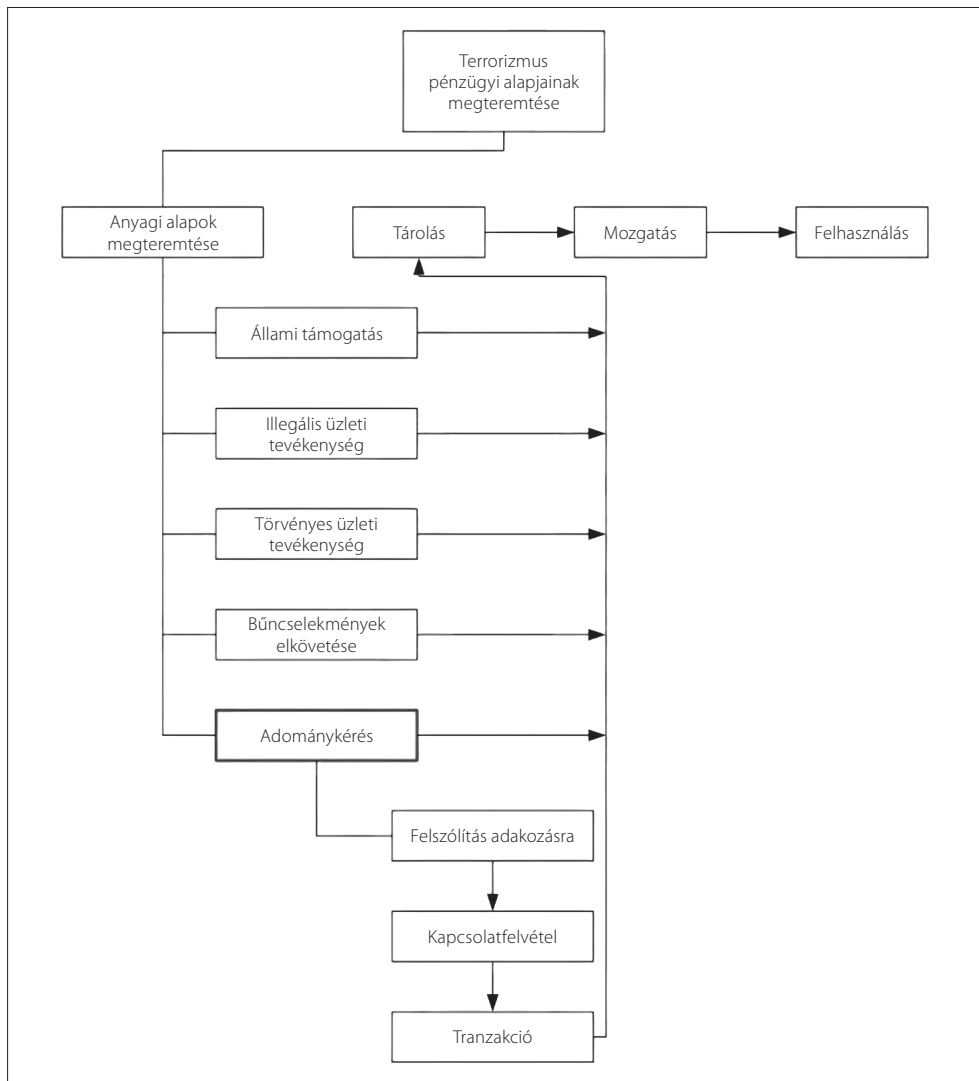 Terrorizmus
pénzügyi alapjainak
megteremtése
Anyagi alapok
megteremtése
Tárolás
Mozgatás
Felhasználás
Állami támogatás
Illegális üzleti
tevékenység
Törvényes üzleti
tevékenység
Bűncselekmények
elkövetése
Adománykérés
Felszólítás adakozásra
Kapcsolatfelvétel
Tranzakció